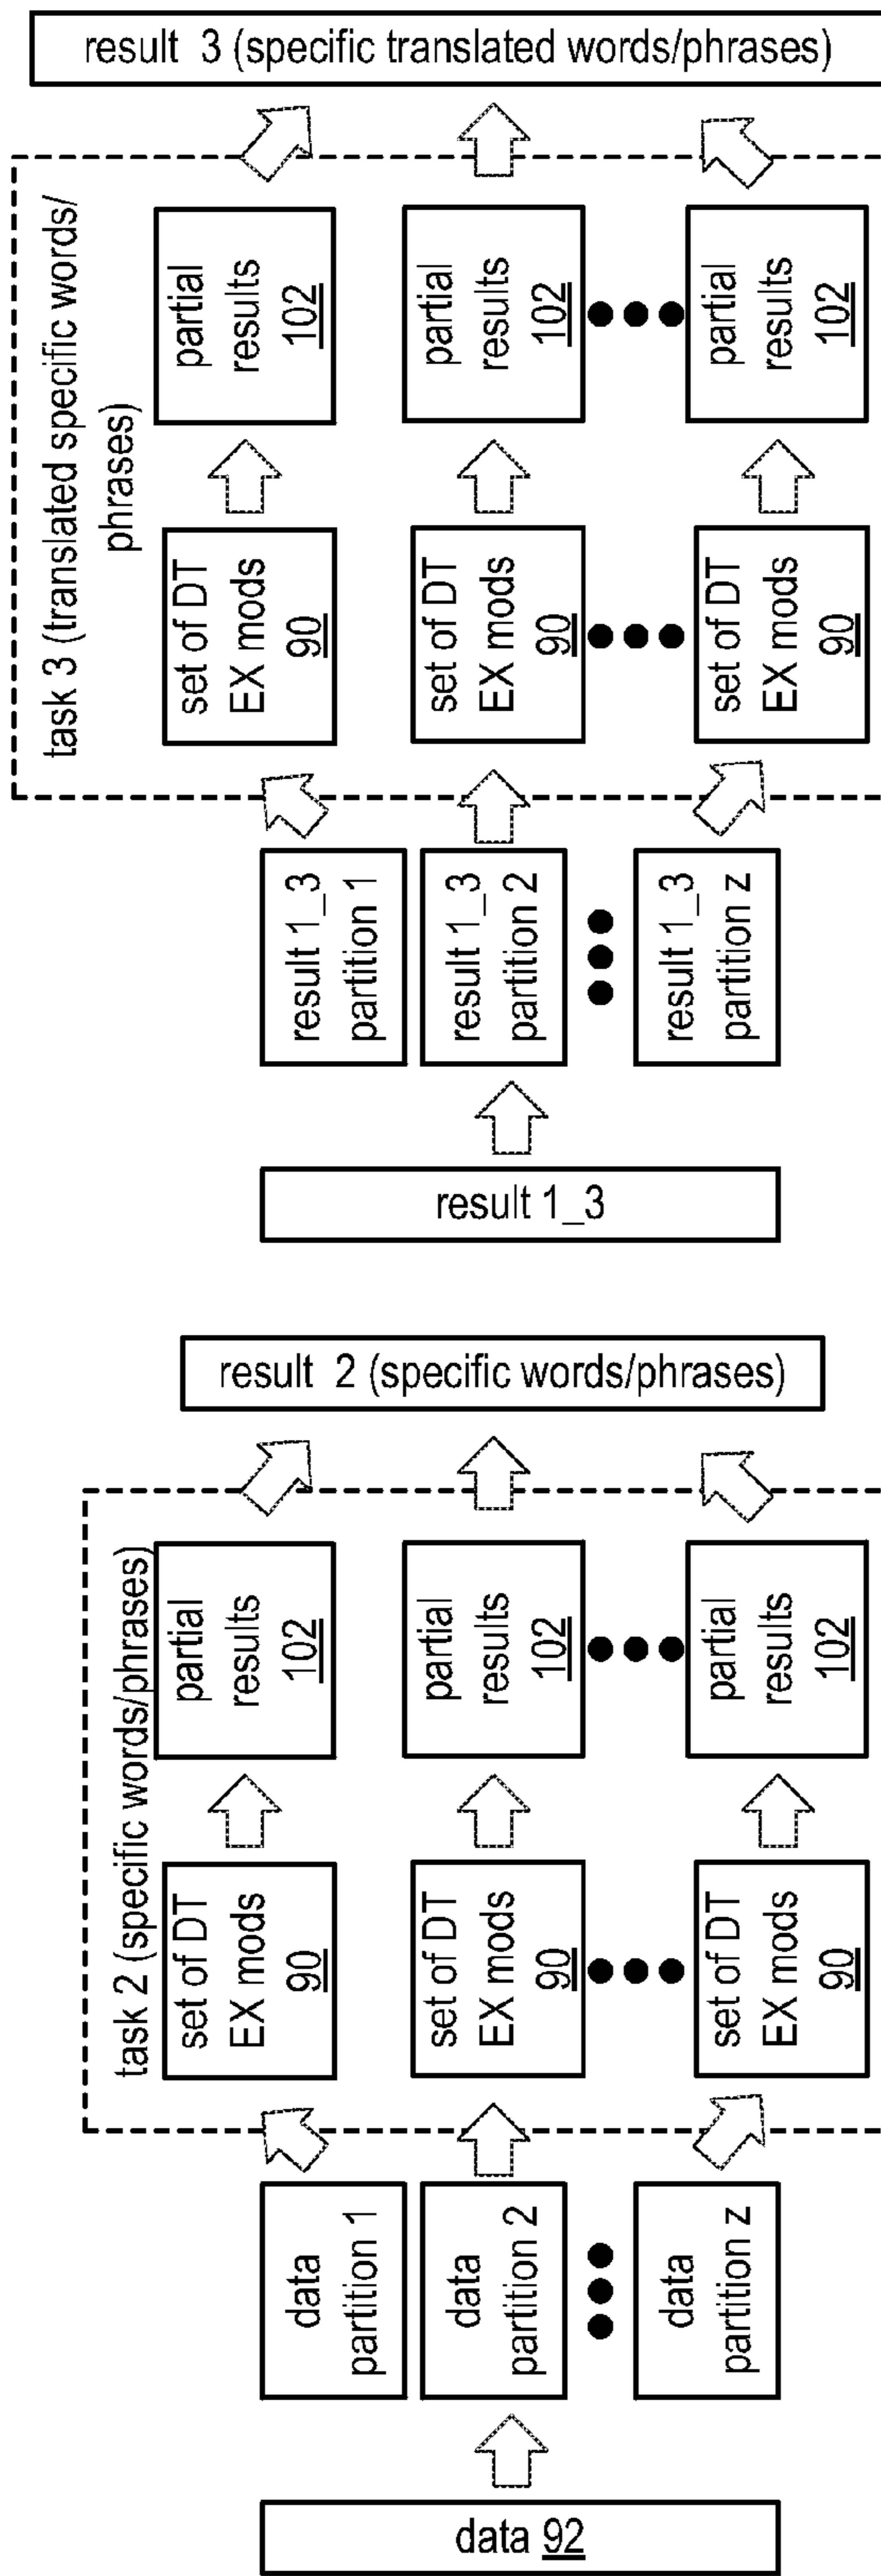 data 92
data
partition 1
data
partition 2
data
partition z
task 2 (specific words/phrases)
set of DT
EX mods
90
set of DT
EX mods
90
set of DT
EX mods
90
partial
results
102
partial
results
102
partial
results
102
result 2 (specific words/phrases)
result 1_3
result 1_3
partition 1
result 1_3
partition 2
result 1_3
partition z
task 3 (translated specific words/
phrases)
set of DT
EX mods
90
set of DT
EX mods
90
set of DT
EX mods
90
partial
results
102
partial
results
102
partial
results
102
result 3 (specific translated words/phrases)